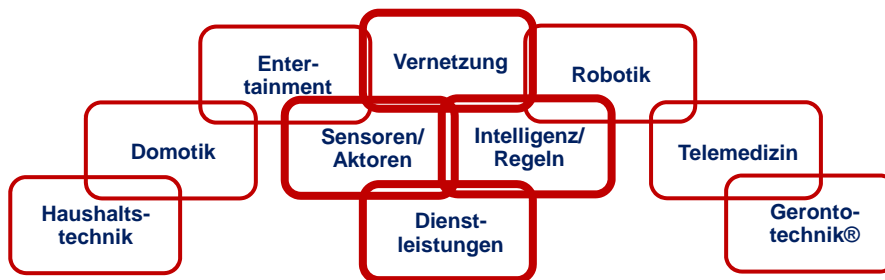 Enter-
tainment
Vernetzung
Robotik
Domotik
Sensoren/
Aktoren
Intelligenz/
Regeln
Telemedizin
Haushalts-
technik
Dienst-
leistungen
Geronto-
technik®